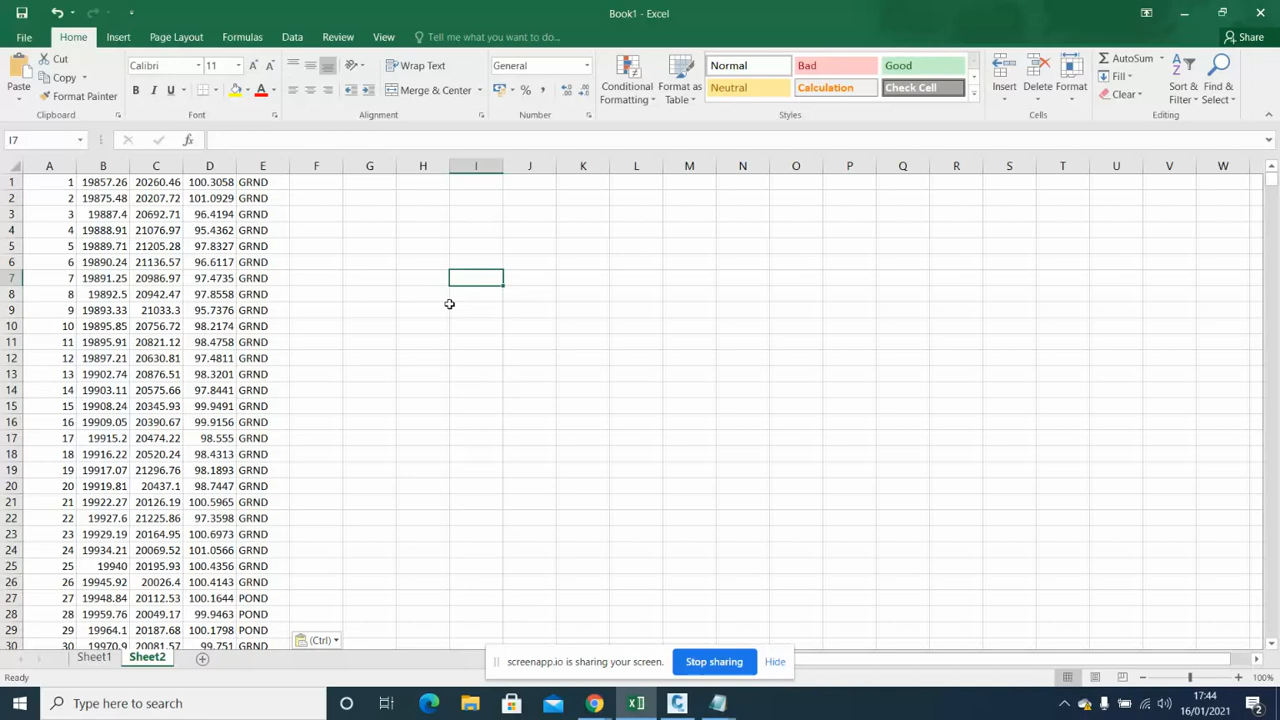 Book1 - Excel
File Home Insert Page Layout Formulas Data Review View Tell me what you want to do... Share
Paste Cut Copy Format Painter Clipboard
Calibri 11 A A B I U A Font
Wrap Text Merge & Center Alignment
General % , Number
Conditional Formatting Format as Table
Normal Bad Good
Neutral Calculation Check Cell
Styles
Insert Delete Format Cells
AutoSum Fill Clear Sort & Filter Find & Select Editing
I7 fx
A B C D E F G H I J K L M N O P Q R S T U V W
1 1 19857.26 20260.46 100.3058 GRND
2 2 19875.48 20207.72 101.0929 GRND
3 3 19887.4 20692.71 96.4194 GRND
4 4 19888.91 21076.97 95.4362 GRND
5 5 19889.71 21205.28 97.8327 GRND
6 6 19890.24 21136.57 96.6117 GRND
7 7 19891.25 20986.97 97.4735 GRND
8 8 19892.5 20942.47 97.8558 GRND
9 9 19893.33 21033.3 95.7376 GRND
10 10 19895.85 20756.72 98.2174 GRND
11 11 19895.91 20821.12 98.4758 GRND
12 12 19897.21 20630.81 97.4811 GRND
13 13 19902.74 20876.51 98.3201 GRND
14 14 19903.11 20575.66 97.8441 GRND
15 15 19908.24 20345.93 99.9491 GRND
16 16 19909.05 20390.67 99.9156 GRND
17 17 19915.2 20474.22 98.555 GRND
18 18 19916.22 20520.24 98.4313 GRND
19 19 19917.07 21296.76 98.1893 GRND
20 20 19919.81 20437.1 98.7447 GRND
21 21 19922.27 20126.19 100.5965 GRND
22 22 19927.6 21225.86 97.3598 GRND
23 23 19929.19 20164.95 100.6973 GRND
24 24 19934.21 20069.52 101.0566 GRND
25 25 19940 20195.93 100.4356 GRND
26 26 19945.92 20026.4 100.4143 GRND
27 27 19948.84 20112.53 100.1644 POND
28 28 19959.76 20049.17 99.9463 POND
29 29 19964.1 20187.68 100.1798 POND
30 30 19970.9 20081.57 99.751 GRND
(Ctrl)
Sheet1 Sheet2
screenapp.io is sharing your screen. Stop sharing Hide
Ready 100%
Type here to search
17:44
16/01/2021
2